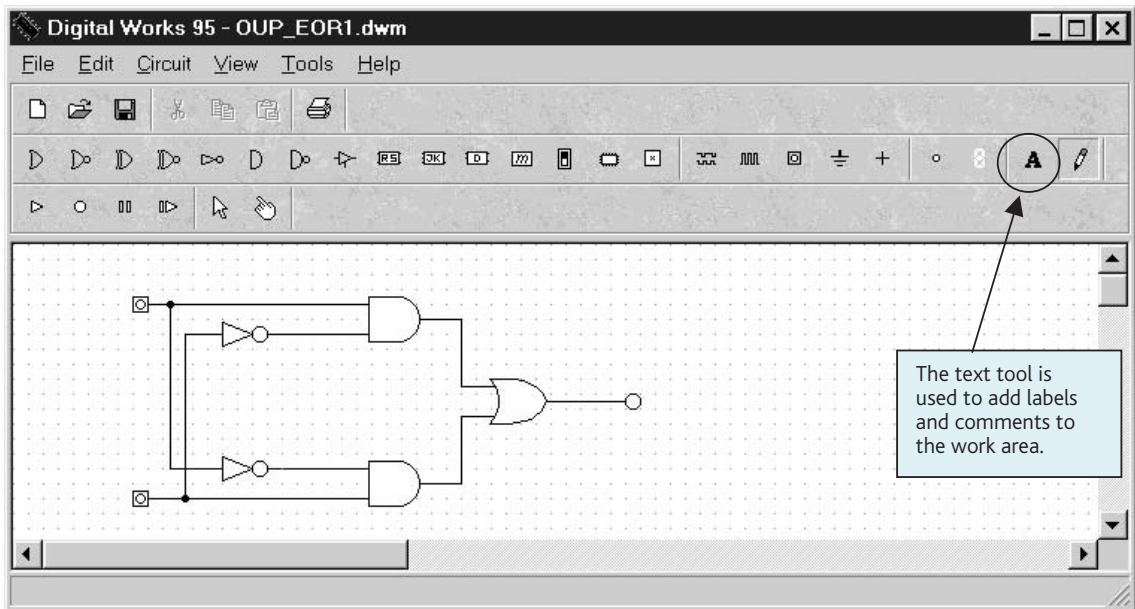 Digital Works 95 - OUP_EOR1.dwm
File Edit Circuit View Tools Help
RS JK D m
A
The text tool is
used to add labels
and comments to
the work area.